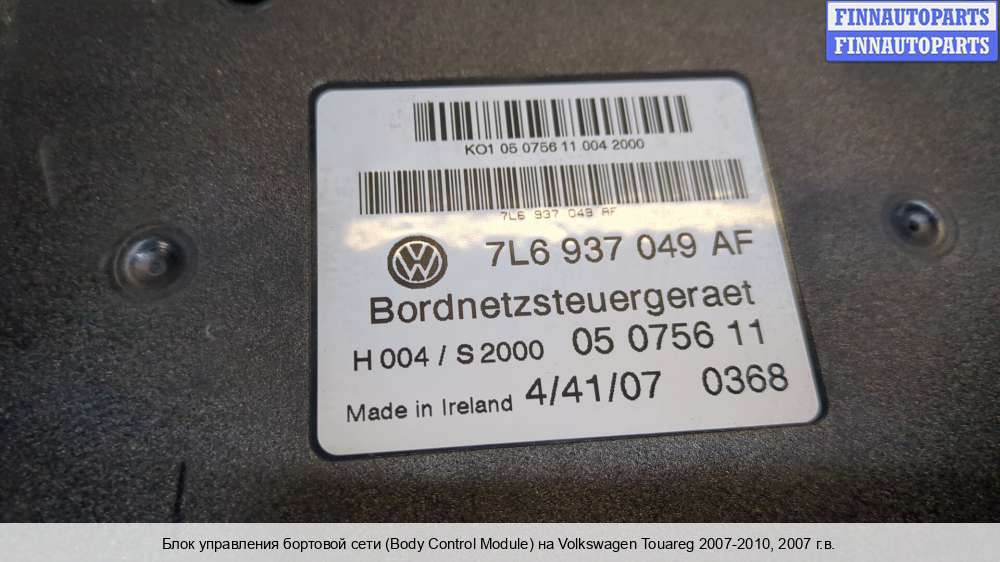 FINNAUTOPARTS
FINNAUTOPARTS
KO1 05 0756 11 004 2000
7L6 937 049 AF
7L6 937 049 AF
Bordnetzsteuergeraet
H 004 / S 2000 05 0756 11
Made in Ireland 4/41/07 0368
Блок управления бортовой сети (Body Control Module) на Volkswagen Touareg 2007-2010, 2007 г.в.